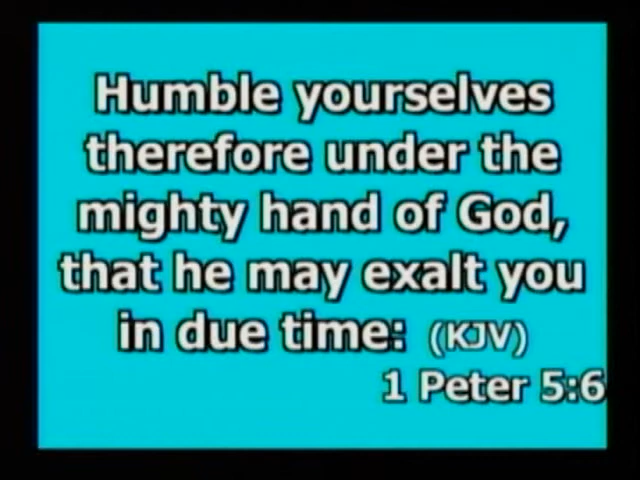 Humble yourselves
therefore under the
mighty hand of God,
that he may exalt you
in due time: (KJV)
1 Peter 5:6